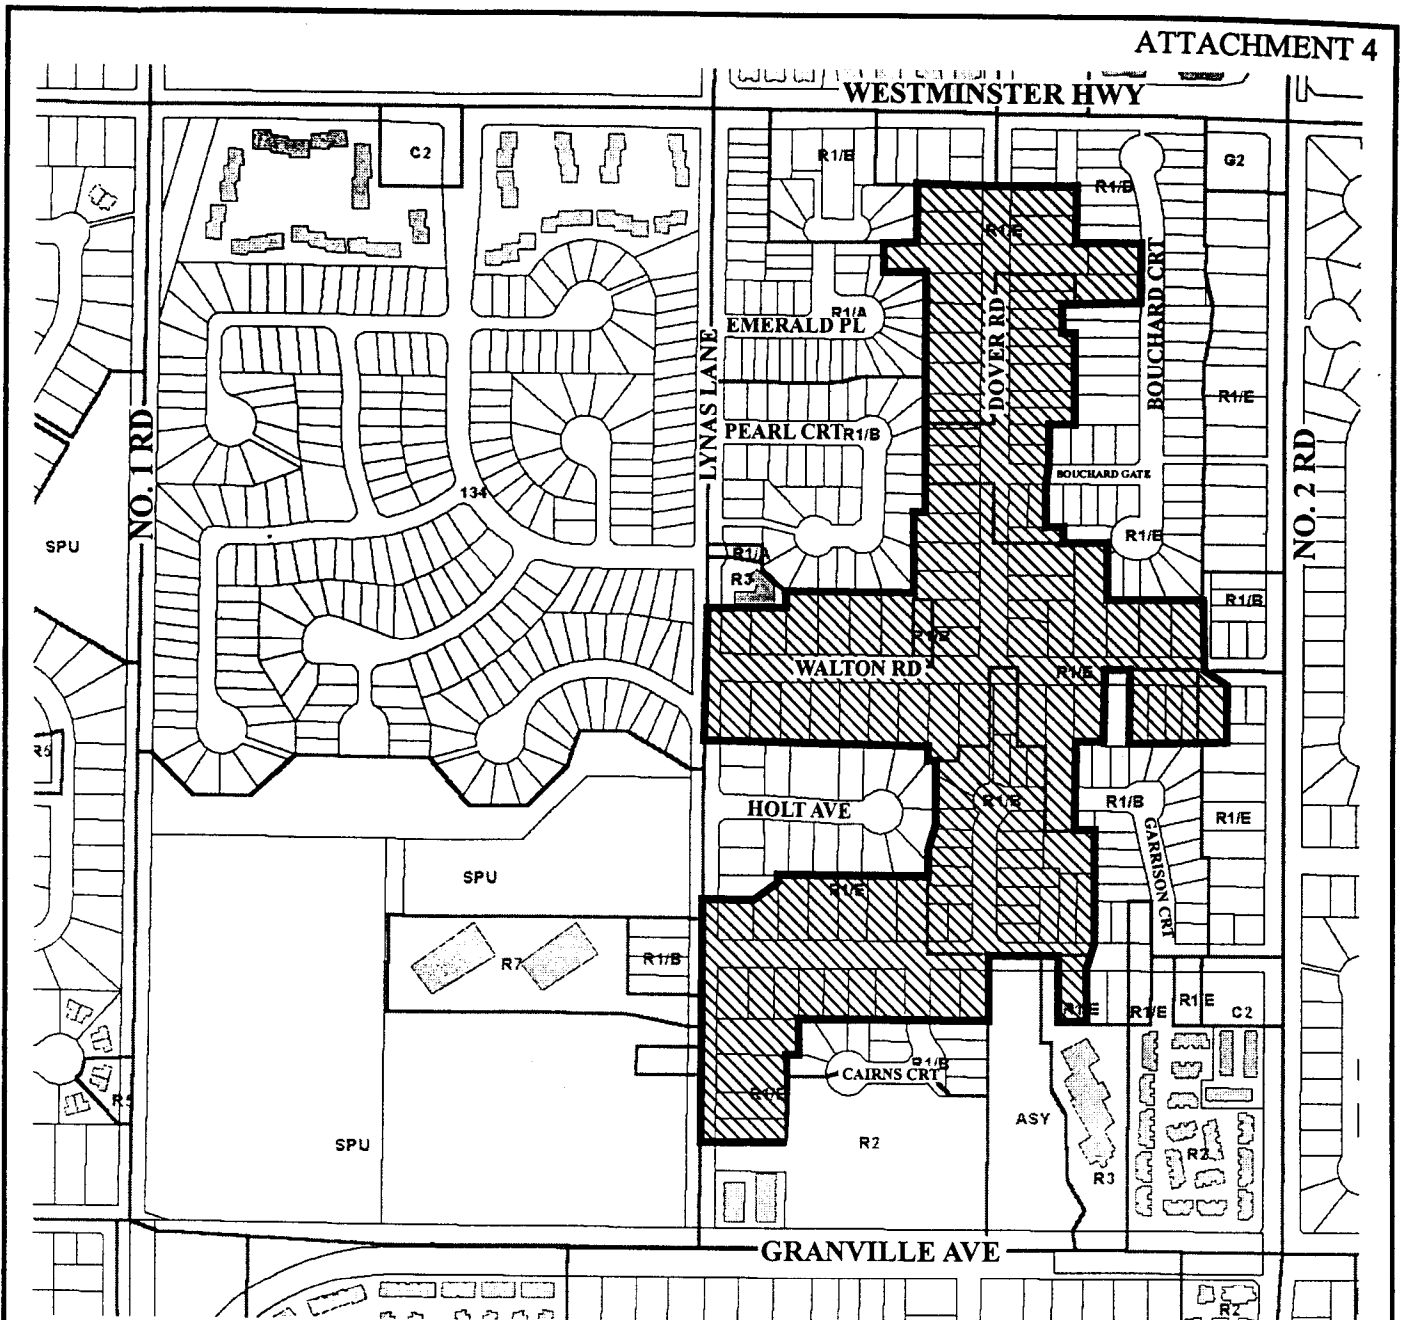 ATTACHMENT 4
WESTMINSTER HWY
C2
R1/B
R1/B
G2
R1/E
BOUCHARD CRT
R1/A
EMERALD PL
DOVER RD
LYNAS LANE
R1/E
NO. 1 RD
PEARL CRT
R1/B
BOUCHARD GATE
NO. 2 RD
134
SPU
R1/E
R1/A
R3
R1/B
R1/B
WALTON RD
R1/E
R5
HOLT AVE
R1/B
R1/B
R1/E
GARRISON CRT
SPU
R1/E
R7
R1/B
R1/E
R1/E
R1/E
C2
R1/B
CAIRNS CRT
R1/E
R5
ASY
SPU
R2
R3
R2
GRANVILLE AVE
R2